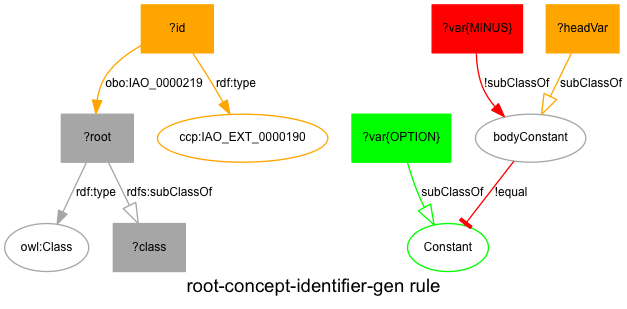 ?id
?var{MINUS}
?headVar
obo:IAO_0000219
rdf:type
!subClassOf
subClassOf
?root
ccp:IAO_EXT_0000190
?var{OPTION}
bodyConstant
rdf:type
rdfs:subClassOf
subClassOf
!equal
owl:Class
?class
Constant
root-concept-identifier-gen rule